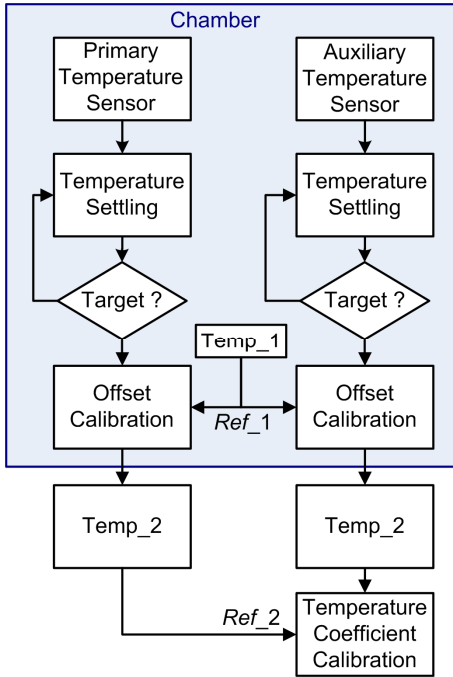 Chamber
Primary
Temperature
Sensor
Auxiliary
Temperature
Sensor
Temperature
Settling
Temperature
Settling
Target ?
Target ?
Temp_1
Offset
Calibration
Ref_1
Offset
Calibration
Temp_2
Temp_2
Ref_2
Temperature
Coefficient
Calibration